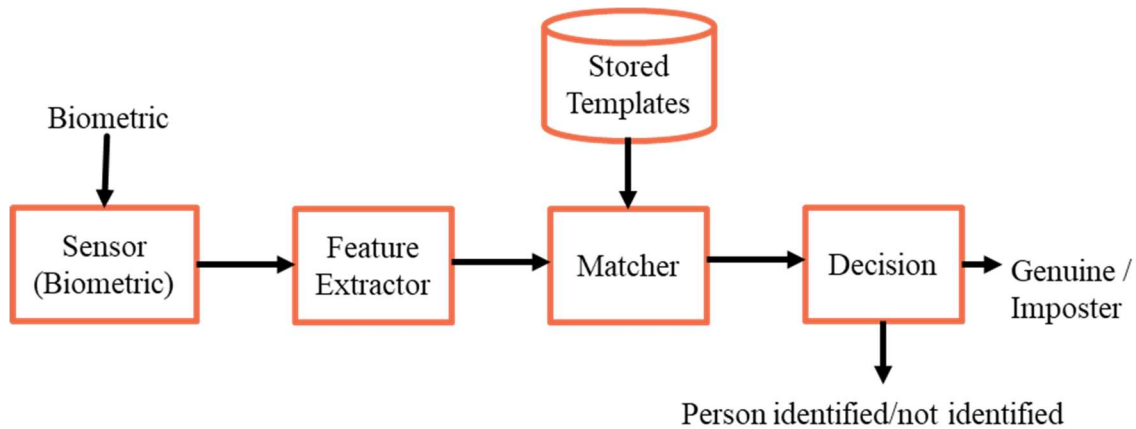 Stored
Templates
Biometric
Sensor
(Biometric)
Feature
Extractor
Matcher
Decision
Genuine /
Imposter
Person identified/not identified